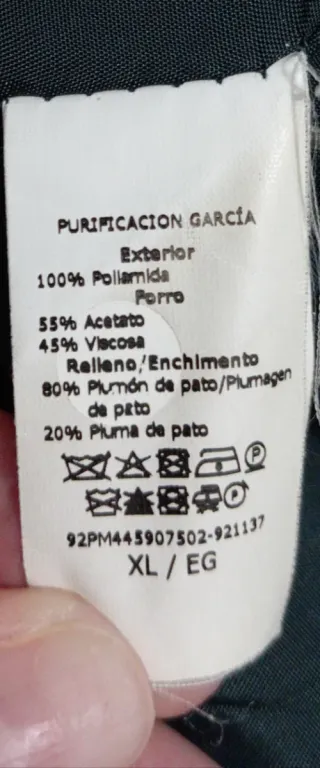 PURIFICACION GARCÍA
Exterior
100% Poliamida
Forro
55% Acetato
45% Viscosa
Relleno/Enchimento
80% Plumón de pato/Plumagen
de pato
20% Pluma de pato
P
P
92PM445907502-921137
XL / EG